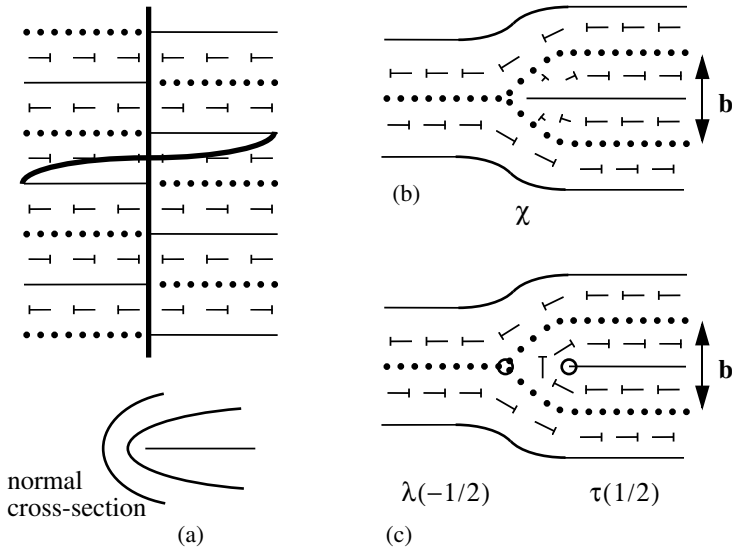 normal
cross-section
(a)
b
(b)
χ
b
λ(−1/2) τ(1/2)
(c)